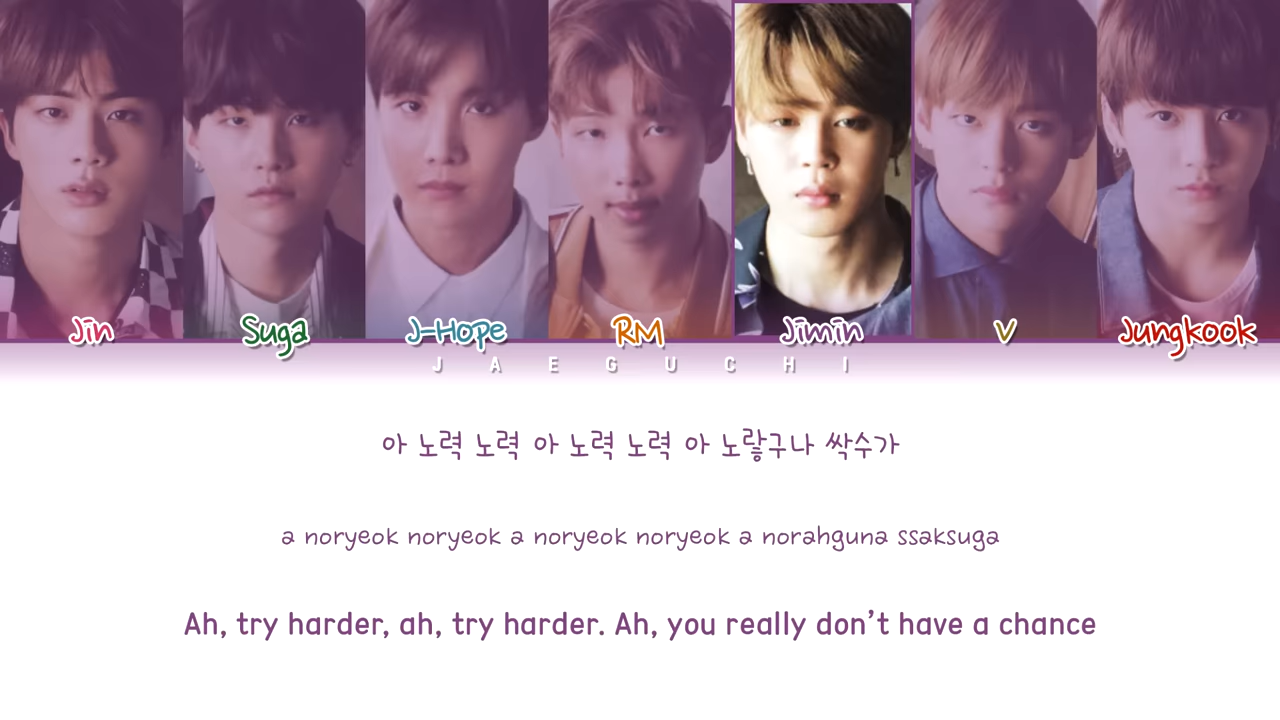 Jin Suga J-Hope RM Jimin V Jungkook
JAEGUCHI
아 노력 노력 아 노력 노력 아 노랗구나 싹수가
a noryeok noryeok a noryeok noryeok a norahguna ssaksuga
Ah, try harder, ah, try harder. Ah, you really don’t have a chance